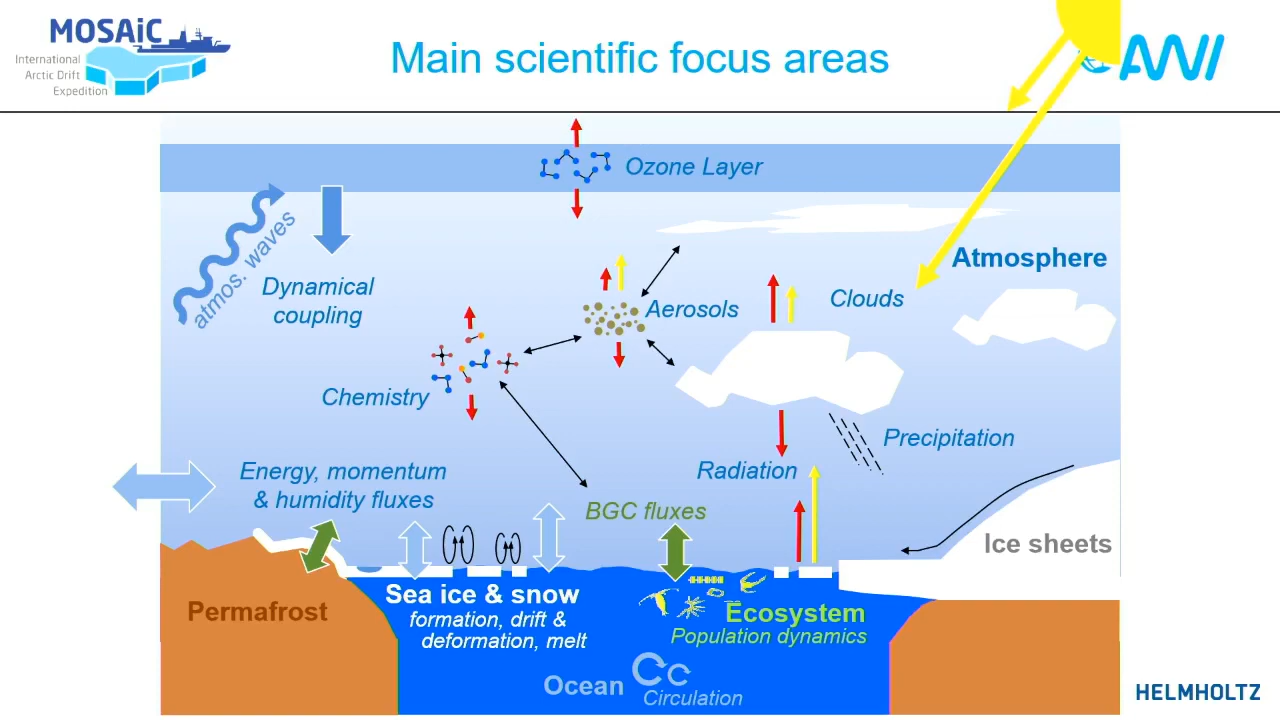 MOSAiC
International
Arctic Drift
Expedition
Main scientific focus areas
AWI
Ozone Layer
atmos. waves
Dynamical
coupling
Atmosphere
Clouds
Aerosols
Chemistry
Precipitation
Energy, momentum
& humidity fluxes
Radiation
BGC fluxes
Ice sheets
Sea ice & snow
formation, drift &
deformation, melt
Permafrost
Ecosystem
Population dynamics
Ocean
Circulation
HELMHOLTZ